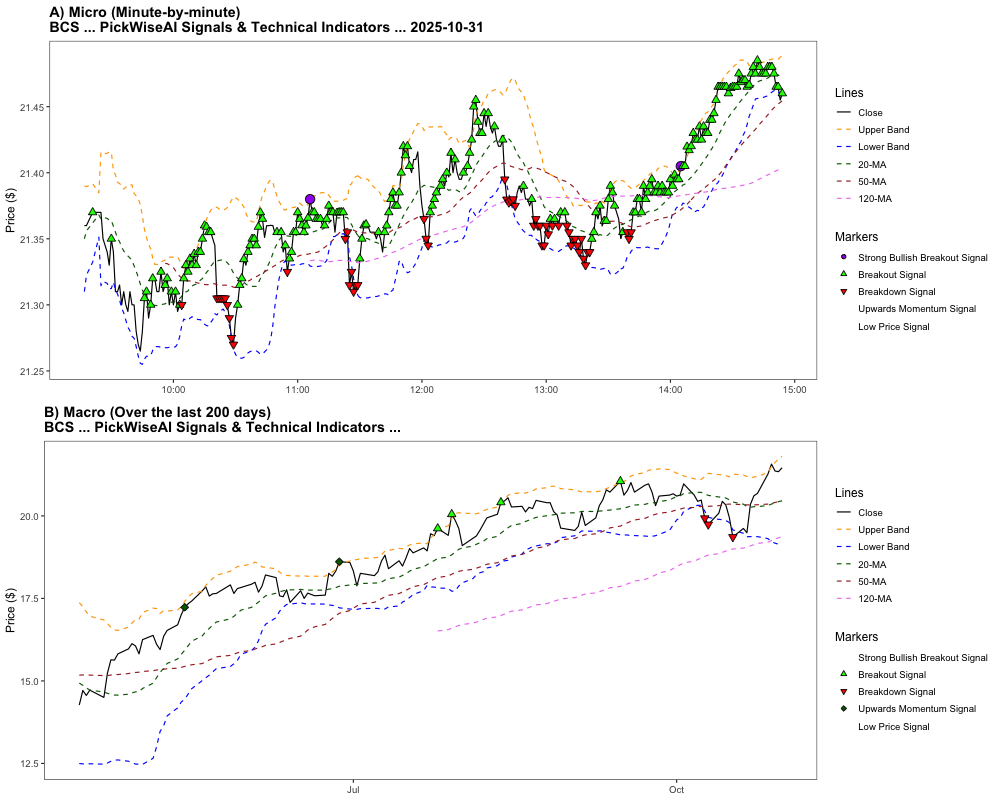 A) Micro (Minute-by-minute)
BCS ... PickWiseAI Signals & Technical Indicators ... 2025-10-31
Price ($)
21.45
21.40
21.35
21.30
21.25
10:00
11:00
12:00
13:00
14:00
15:00
Lines
Close
Upper Band
Lower Band
20-MA
50-MA
120-MA
Markers
Strong Bullish Breakout Signal
Breakout Signal
Breakdown Signal
Upwards Momentum Signal
Low Price Signal
B) Macro (Over the last 200 days)
BCS ... PickWiseAI Signals & Technical Indicators ...
Price ($)
20.0
17.5
15.0
12.5
Jul
Oct
Lines
Close
Upper Band
Lower Band
20-MA
50-MA
120-MA
Markers
Strong Bullish Breakout Signal
Breakout Signal
Breakdown Signal
Upwards Momentum Signal
Low Price Signal